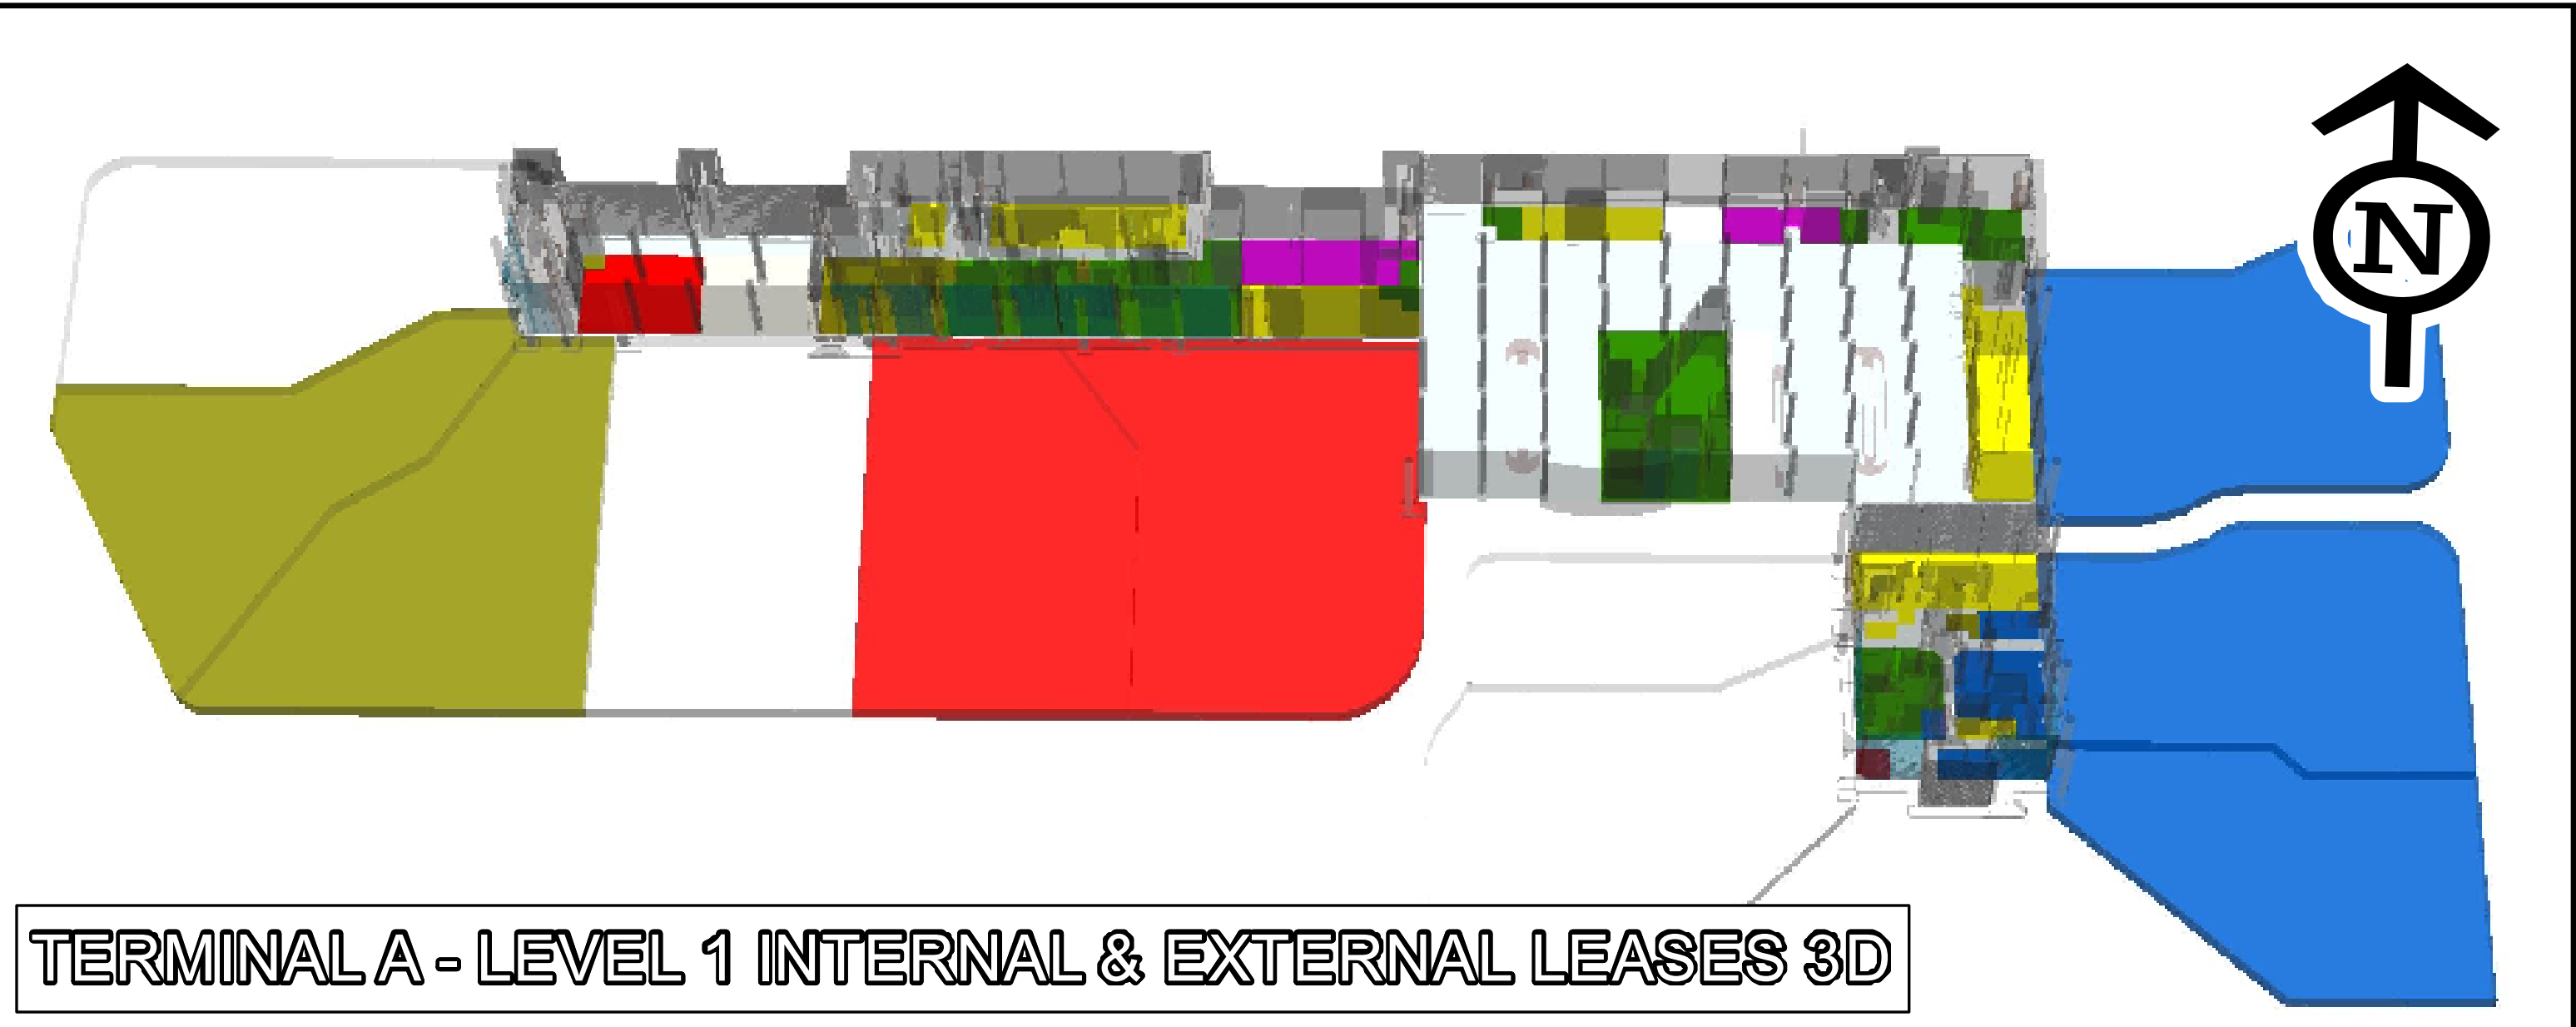 N
TERMINAL A - LEVEL 1 INTERNAL & EXTERNAL LEASES 3D